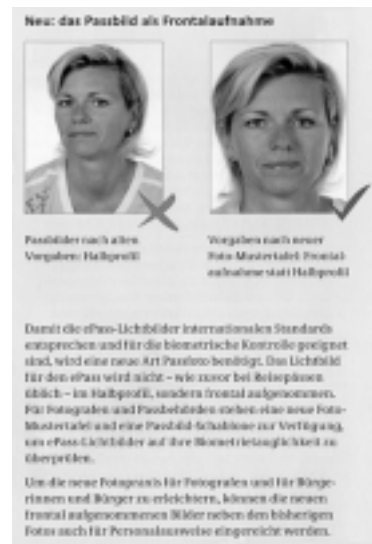 Neu: das Passbild als Frontalaufnahme
Passbilder nach alten
Vorgaben: Halbprofil
Vorgaben nach neuer
Foto-Mustertafel: Frontal-
aufnahme statt Halbprofil
Damit die ePass-Lichtbilder internationalen Standards
entsprechen und für die biometrische Kontrolle geeignet
sind, wird eine neue Art Passfoto benötigt. Das Lichtbild
für den ePass wird nicht – wie zuvor bei Reisepässen
üblich – im Halbprofil, sondern frontal aufgenommen.
Für Fotografen und Passbehörden stehen eine neue Foto-
Mustertafel und eine Passbild-Schablone zur Verfügung,
um ePass-Lichtbilder auf ihre Biometrietauglichkeit zu
überprüfen.
Um die neue Fotopraxis für Fotografen und für Bürge-
rinnen und Bürger zu erleichtern, können die neuen
frontal aufgenommenen Bilder neben den bisherigen
Fotos auch für Personalausweise eingereicht werden.